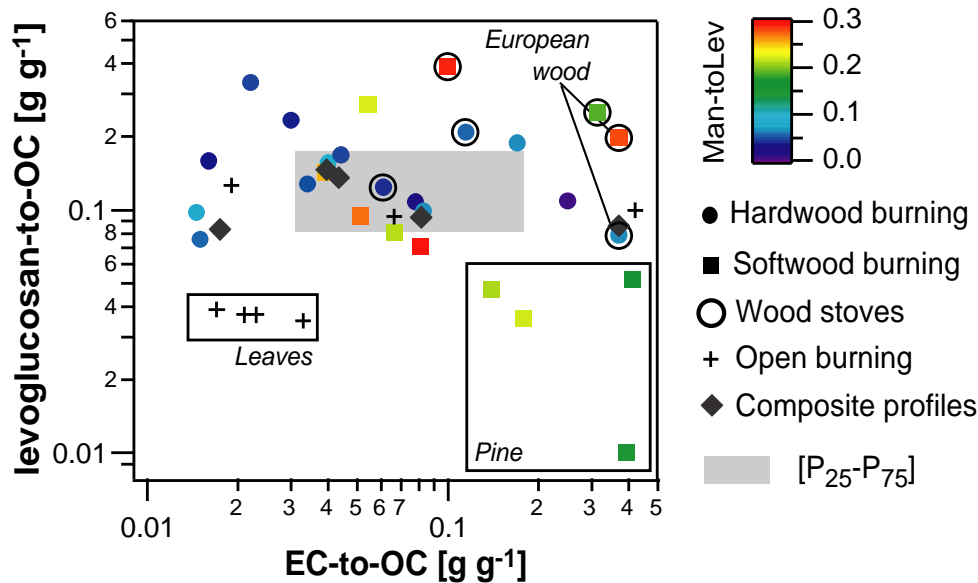 levoglucosan-to-OC [g g-1]
6
4
2
0.1
8
6
4
2
0.01
European
wood
Leaves
Pine
0.01
2
3
4
5
6
7
0.1
2
3
4
5
EC-to-OC [g g-1]
Man-toLev
0.3
0.2
0.1
0.0
Hardwood burning
Softwood burning
Wood stoves
Open burning
Composite profiles
[P25-P75]